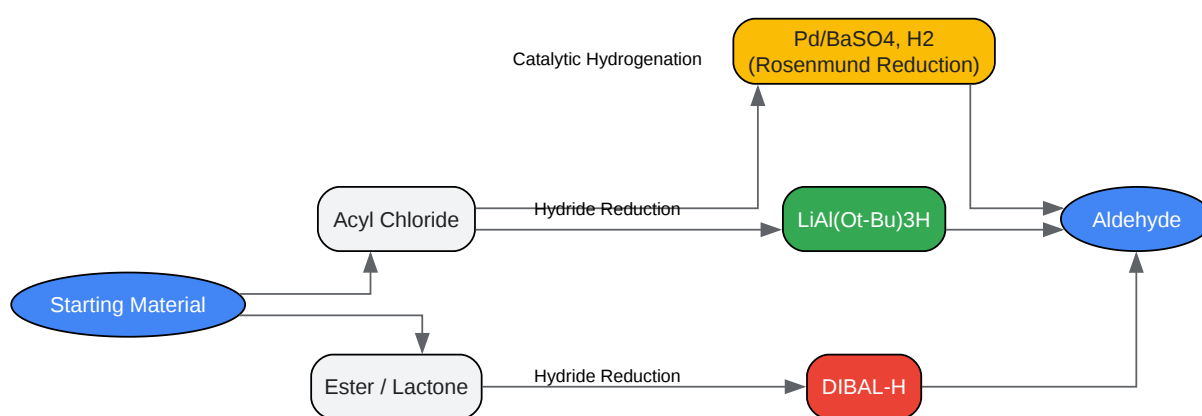 Pd/BaSO4, H2
(Rosenmund Reduction)
Catalytic Hydrogenation
Acyl Chloride
Hydride Reduction
LiAl(Ot-Bu)3H
Aldehyde
Starting Material
Ester / Lactone
Hydride Reduction
DIBAL-H